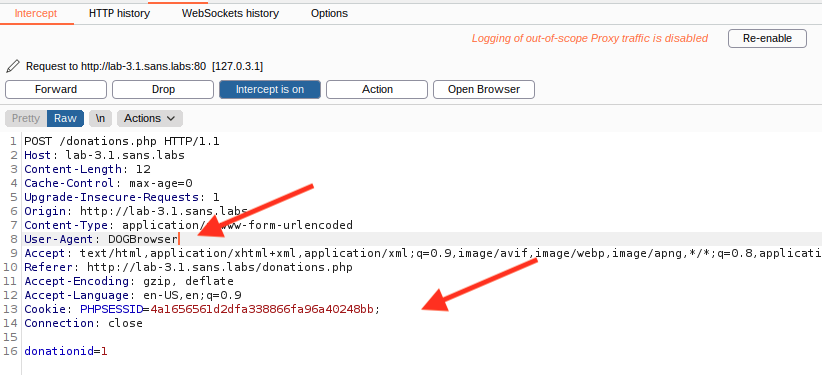 Intercept HTTP history WebSockets history Options
Logging of out-of-scope Proxy traffic is disabled Re-enable
Request to http://lab-3.1.sans.labs:80 [127.0.3.1]
Forward Drop Intercept is on Action Open Browser
Pretty Raw \n Actions
1 POST /donations.php HTTP/1.1
2 Host: lab-3.1.sans.labs
3 Content-Length: 12
4 Cache-Control: max-age=0
5 Upgrade-Insecure-Requests: 1
6 Origin: http://lab-3.1.sans.labs
7 Content-Type: application/ -form-urlencoded
8 User-Agent: DOGBrowser
9 Accept: text/html,application/xhtml+xml,application/xml;q=0.9,image/avif,image/webp,image/apng,*/*;q=0.8,applicati
10 Referer: http://lab-3.1.sans.labs/donations.php
11 Accept-Encoding: gzip, deflate
12 Accept-Language: en-US,en;q=0.9
13 Cookie: PHPSESSID=4a1656561d2dfa338866fa96a40248bb;
14 Connection: close
15
16 donationid=1